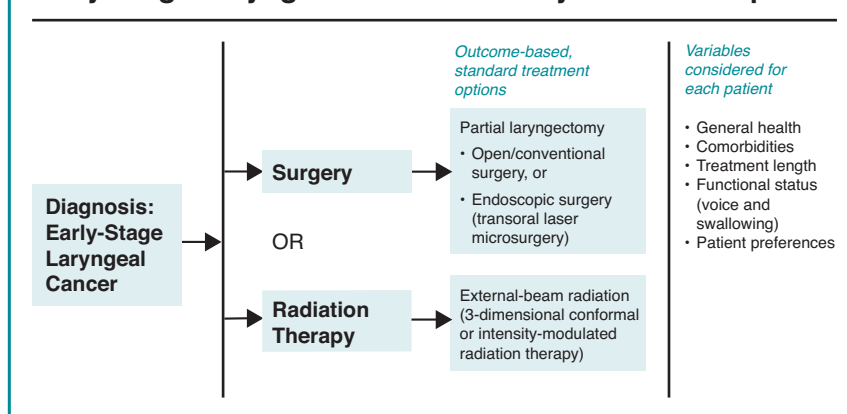 Outcome-based,
standard treatment
options
Variables
considered for
each patient
Diagnosis:
Early-Stage
Laryngeal
Cancer
Surgery
OR
Radiation
Therapy
Partial laryngectomy
• Open/conventional
surgery, or
• Endoscopic surgery
(transoral laser
microsurgery)
External-beam radiation
(3-dimensional conformal
or intensity-modulated
radiation therapy)
• General health
• Comorbidities
• Treatment length
• Functional status
(voice and
swallowing)
• Patient preferences